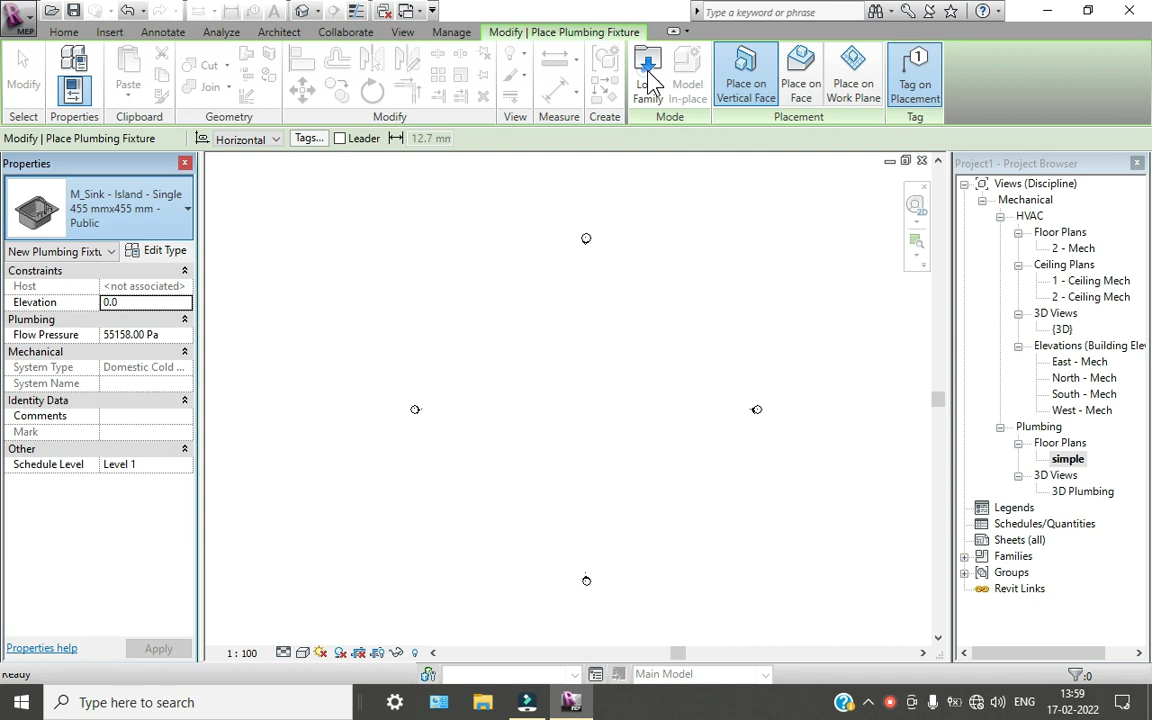 Type a keyword or phrase
MEP
Home Insert Annotate Analyze Architect Collaborate View Manage Modify | Place Plumbing Fixture
Modify
Paste
Cut
Join
Family
Model
In-place
Place on
Vertical Face
Place on
Face
Place on
Work Plane
Tag on
Placement
1
Select Properties Clipboard Geometry Modify View Measure Create Mode Placement Tag
Modify | Place Plumbing Fixture Horizontal Tags... Leader 12.7 mm
Properties
M_Sink - Island - Single
455 mmx455 mm -
Public
New Plumbing Fixtu Edit Type
Constraints
Host <not associated>
Elevation 0.0
Plumbing
Flow Pressure 55158.00 Pa
Mechanical
System Type Domestic Cold ...
System Name
Identity Data
Comments
Mark
Other
Schedule Level Level 1
Properties help Apply
2D
1 : 100
Project1 - Project Browser
Views (Discipline)
Mechanical
HVAC
Floor Plans
2 - Mech
Ceiling Plans
1 - Ceiling Mech
2 - Ceiling Mech
3D Views
{3D}
Elevations (Building Ele
East - Mech
North - Mech
South - Mech
West - Mech
Plumbing
Floor Plans
simple
3D Views
3D Plumbing
Legends
Schedules/Quantities
Sheets (all)
Families
Groups
Revit Links
Ready Main Model :0
Type here to search
ENG
13:59
17-02-2022